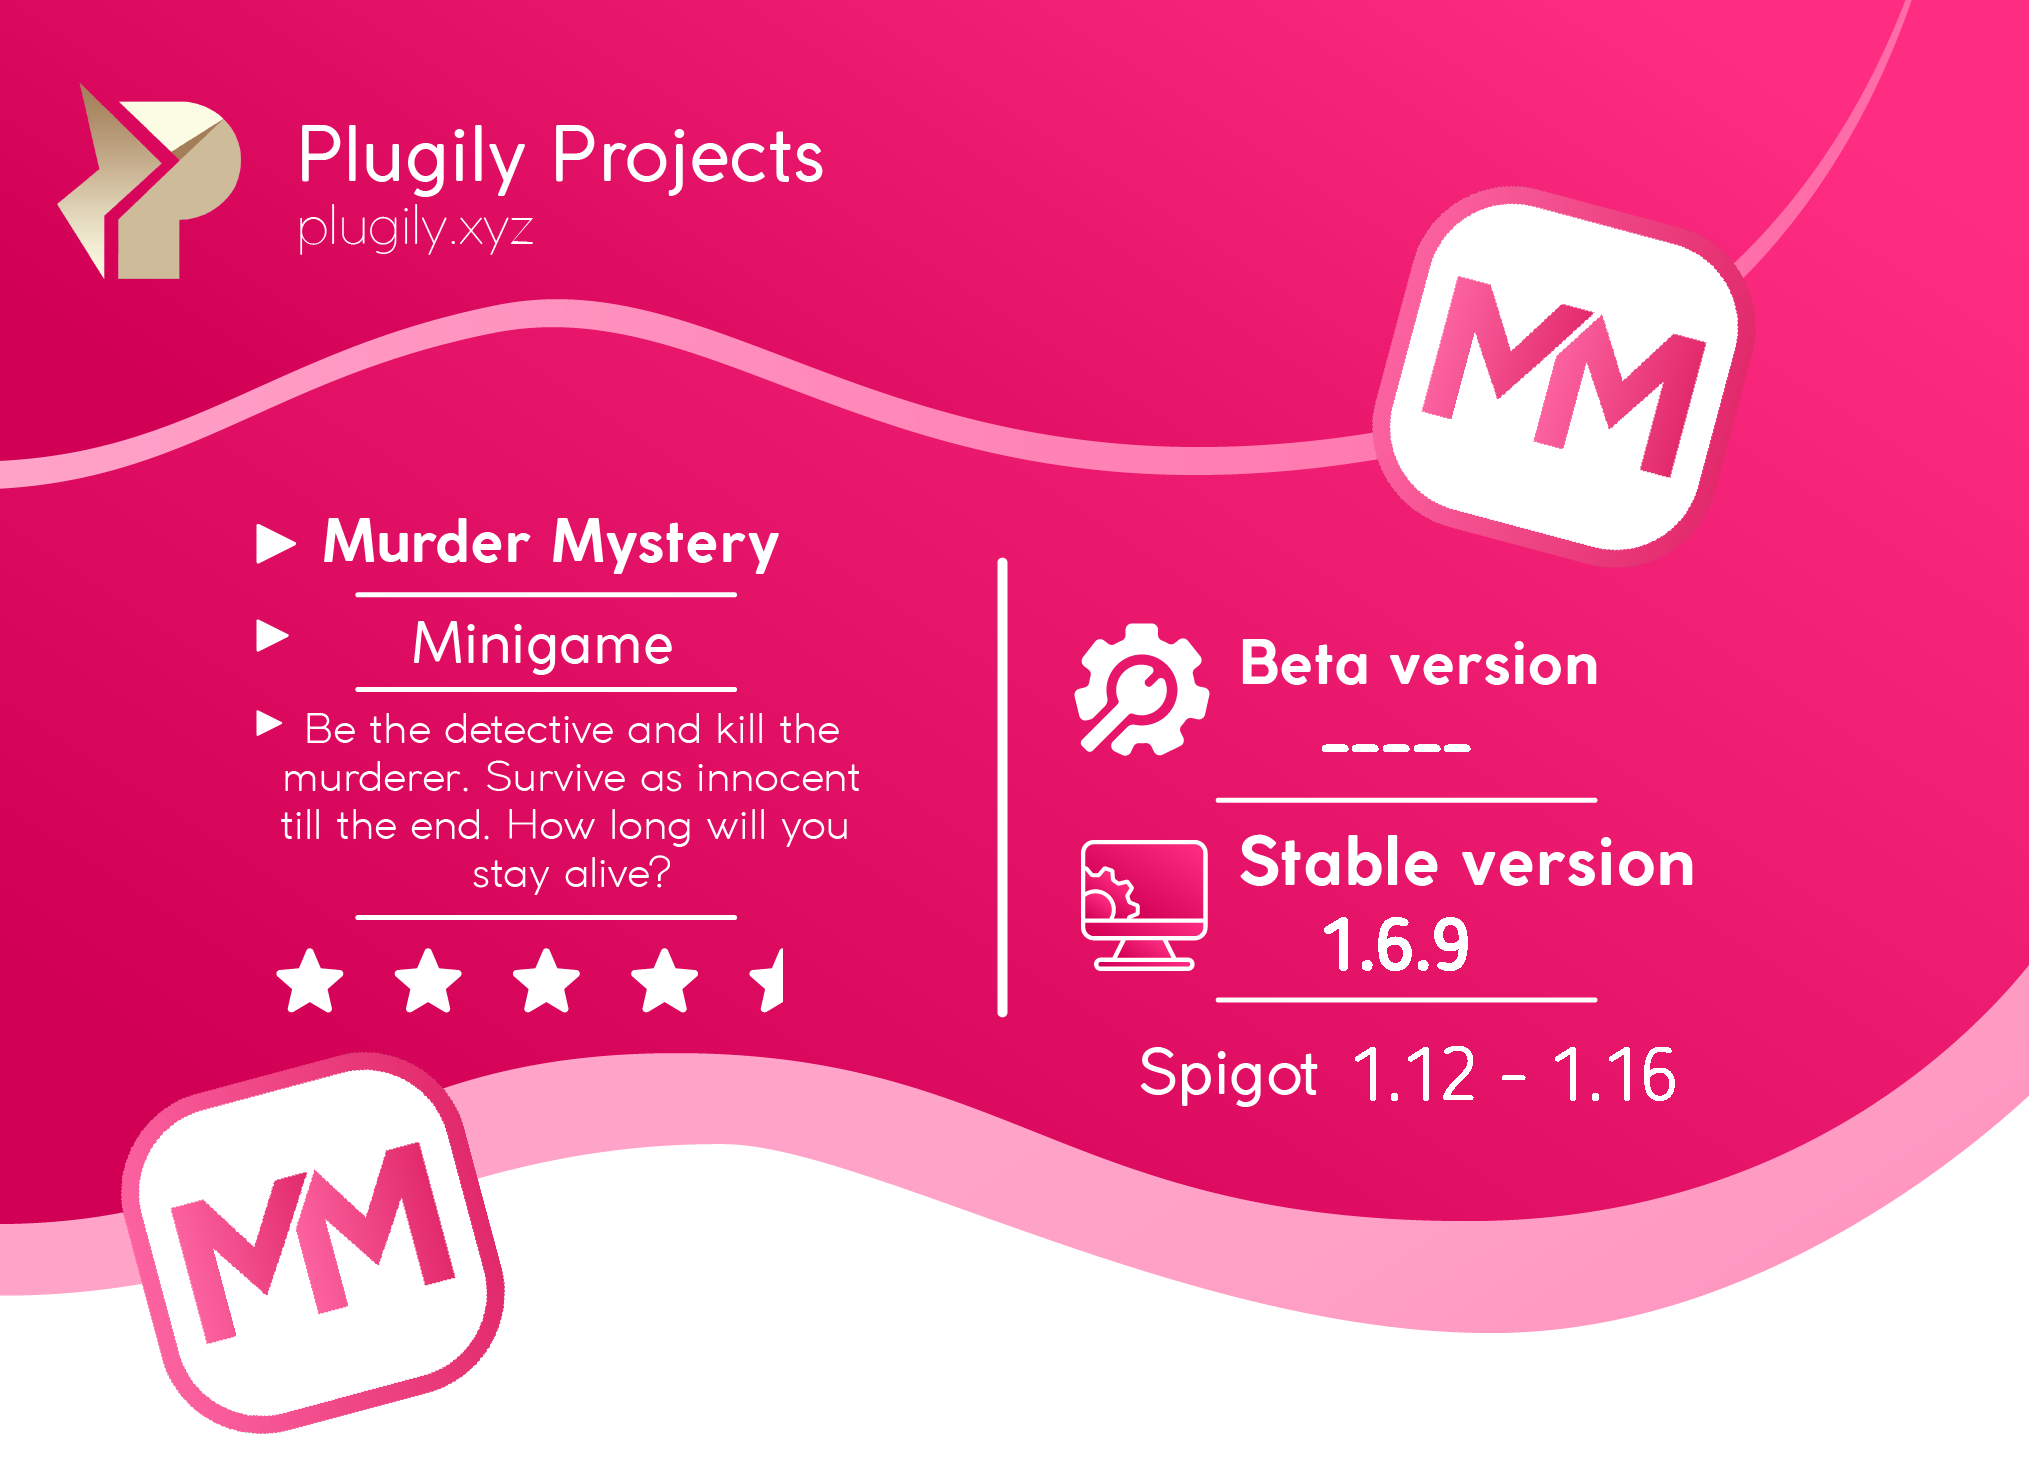 Plugily Projects
plugily.xyz
MM
Murder Mystery
Minigame
Be the detective and kill the
murderer. Survive as innocent
till the end. How long will you
stay alive?
Beta version
-----
Stable version
1.6.9
Spigot 1.12 - 1.16
MM